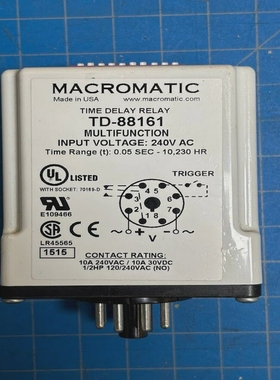 MACROMATIC
Made in USA
www.macromatic.com
TIME DELAY RELAY
TD-88161
MULTIFUNCTION
INPUT VOLTAGE: 240V AC
Time Range (t): 0.05 SEC - 10,230 HR
UL LISTED
WITH SOCKET: 70169-D
TRIGGER
E109466
LR45565
1515
+ V -
CONTACT RATING:
10A 240VAC / 10A 30VDC
1/2HP 120/240VAC (NO)